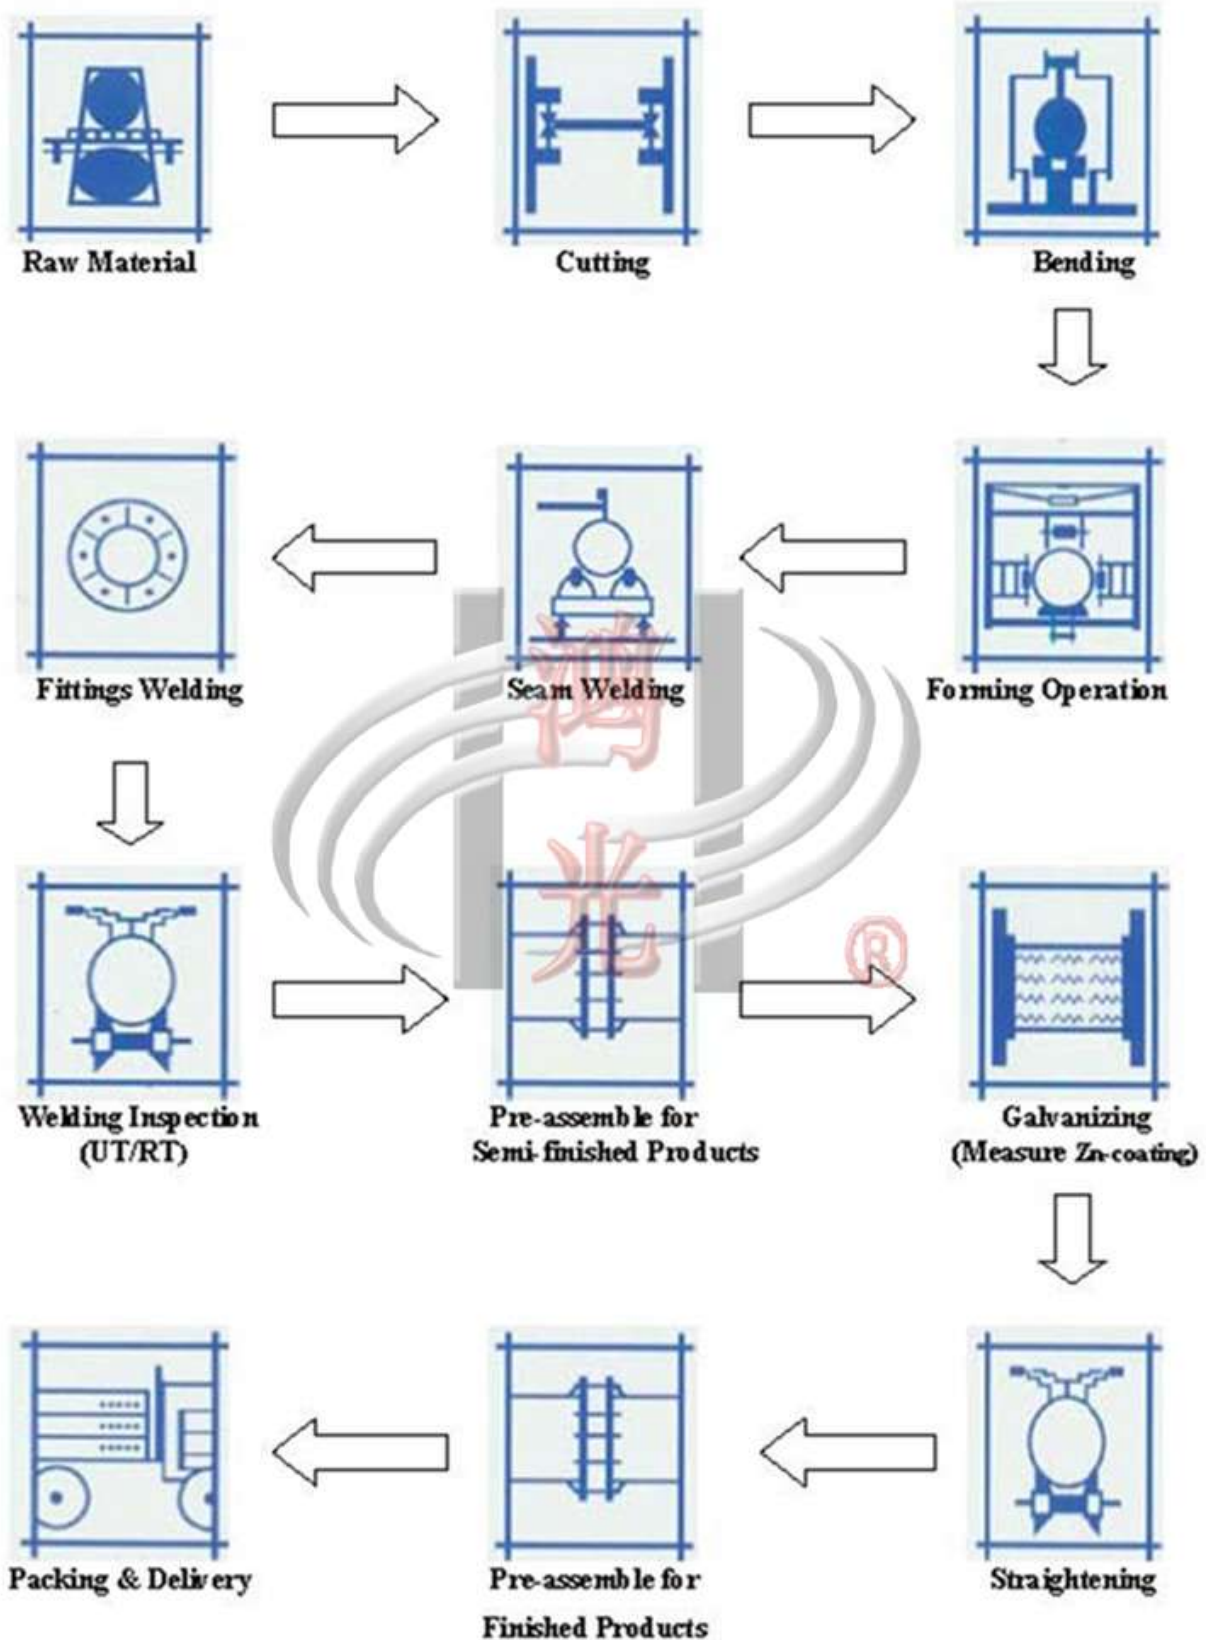 Raw Material
Cutting
Bending
Fittings Welding
Seam Welding
Forming Operation
鸿
光
®
Welding Inspection
(UT/RT)
Pre-assemble for
Semi-finished Products
Galvanizing
(Measure Zn-coating)
Packing & Delivery
Pre-assemble for
Finished Products
Straightening